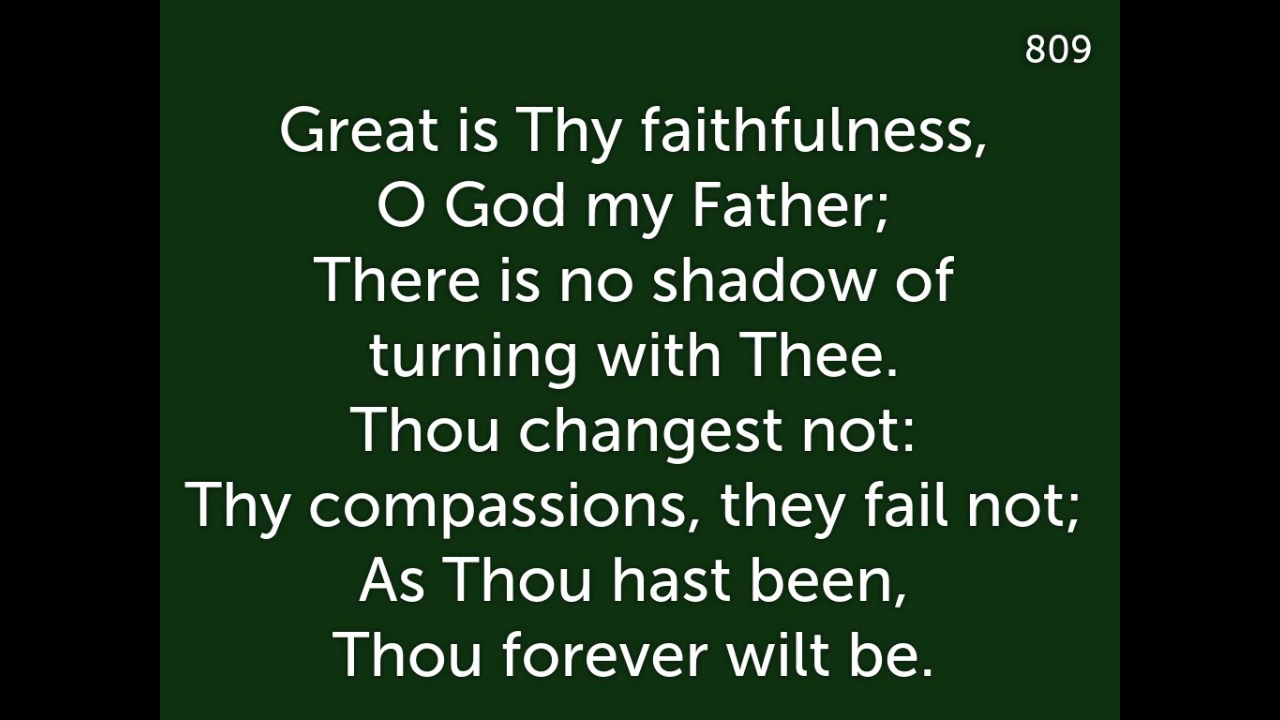 809
Great is Thy faithfulness,
O God my Father;
There is no shadow of
turning with Thee.
Thou changest not:
Thy compassions, they fail not;
As Thou hast been,
Thou forever wilt be.